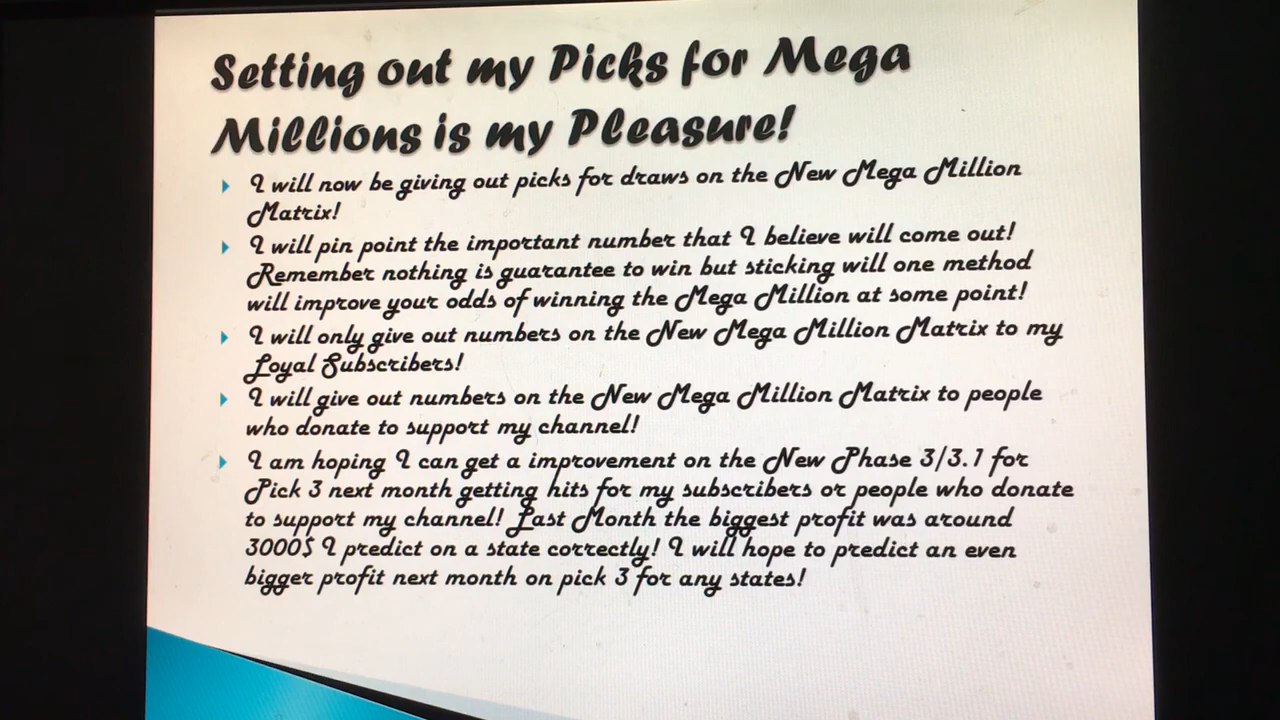 Setting out my Picks for Mega
Millions is my Pleasure!
I will now be giving out picks for draws on the New Mega Million
Matrix!
I will pin point the important number that I believe will come out!
Remember nothing is guarantee to win but sticking will one method
will improve your odds of winning the Mega Million at some point!
I will only give out numbers on the New Mega Million Matrix to my
Loyal Subscribers!
I will give out numbers on the New Mega Million Matrix to people
who donate to support my channel!
I am hoping I can get a improvement on the New Phase 3/3.1 for
Pick 3 next month getting hits for my subscribers or people who donate
to support my channel! Last Month the biggest profit was around
3000$ I predict on a state correctly! I will hope to predict an even
bigger profit next month on pick 3 for any states!